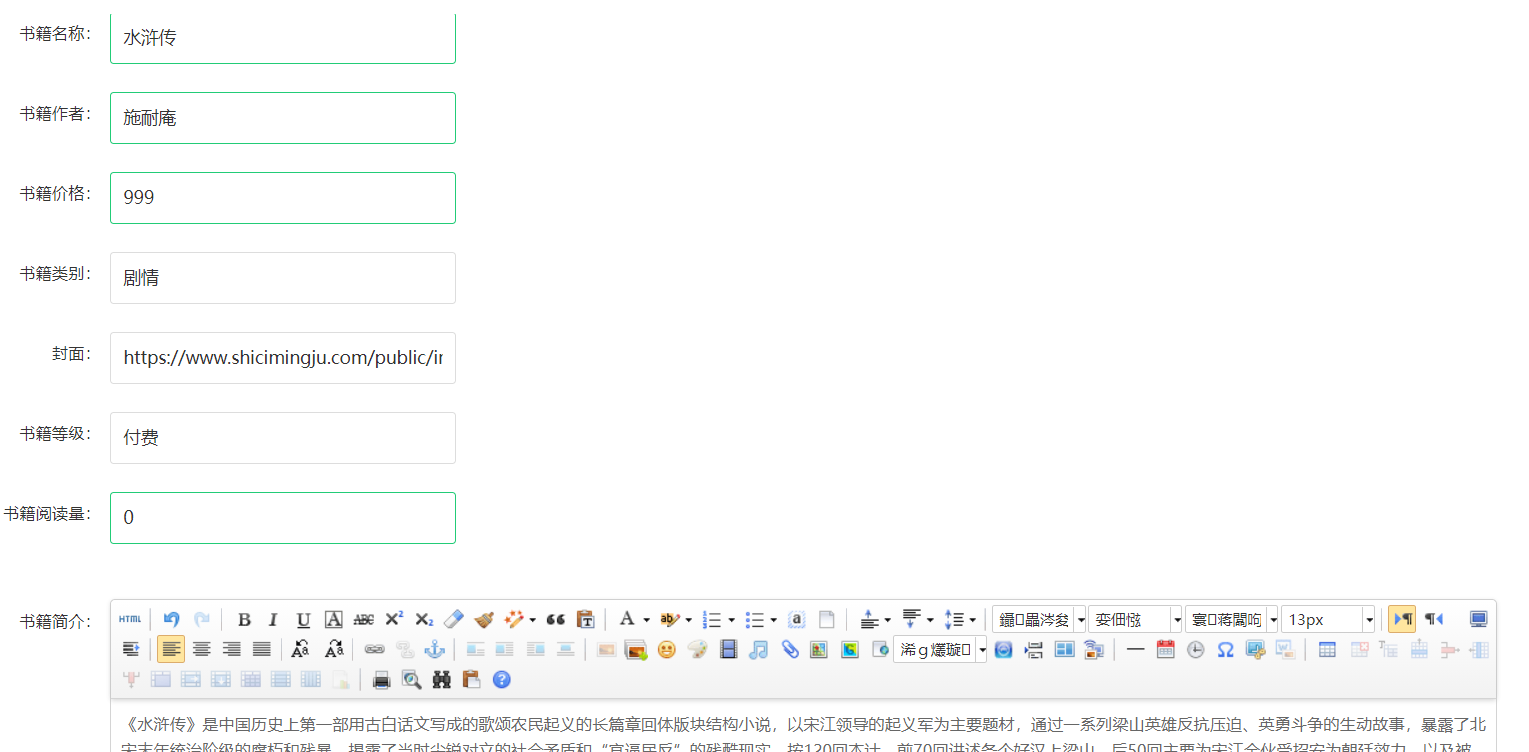 书籍名称：
水浒传
书籍作者：
施耐庵
书籍价格：
999
书籍类别：
剧情
封面：
https://www.shicimingju.com/public/ir
书籍等级：
付费
书籍阅读量：
0
书籍简介：
HTML
13px
《水浒传》是中国历史上第一部用古白话文写成的歌颂农民起义的长篇章回体版块结构小说，以宋江领导的起义军为主要题材，通过一系列梁山英雄反抗压迫、英勇斗争的生动故事，暴露了北
宋末年统治阶级的腐朽和残暴，揭露了当时尖锐对立的社会矛盾和“官逼民反”的残酷现实。按120回本计，前70回讲述各个好汉上梁山，后50回主要为宋江全伙受招安为朝廷效力，以及被